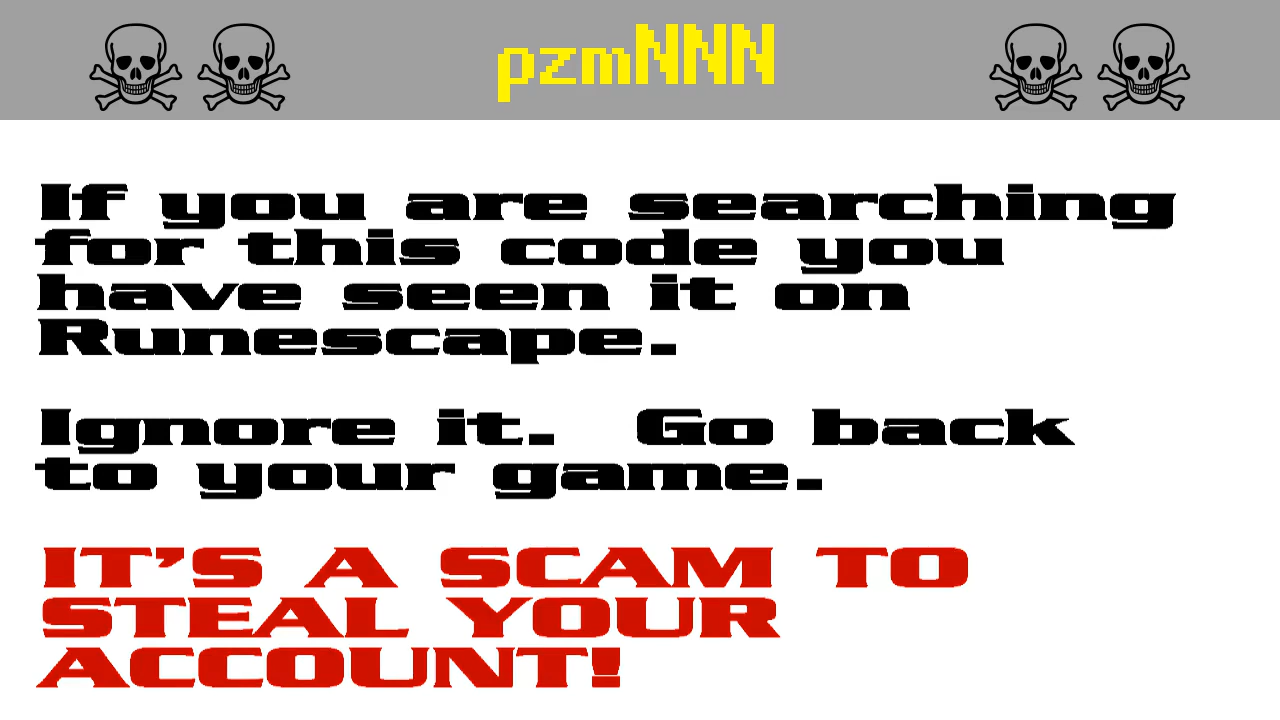 pzmNNN
If you are searching
for this code you
have seen it on
Runescape.
Ignore it.  Go back
to your game.
IT'S A SCAM TO
STEAL YOUR
ACCOUNT!